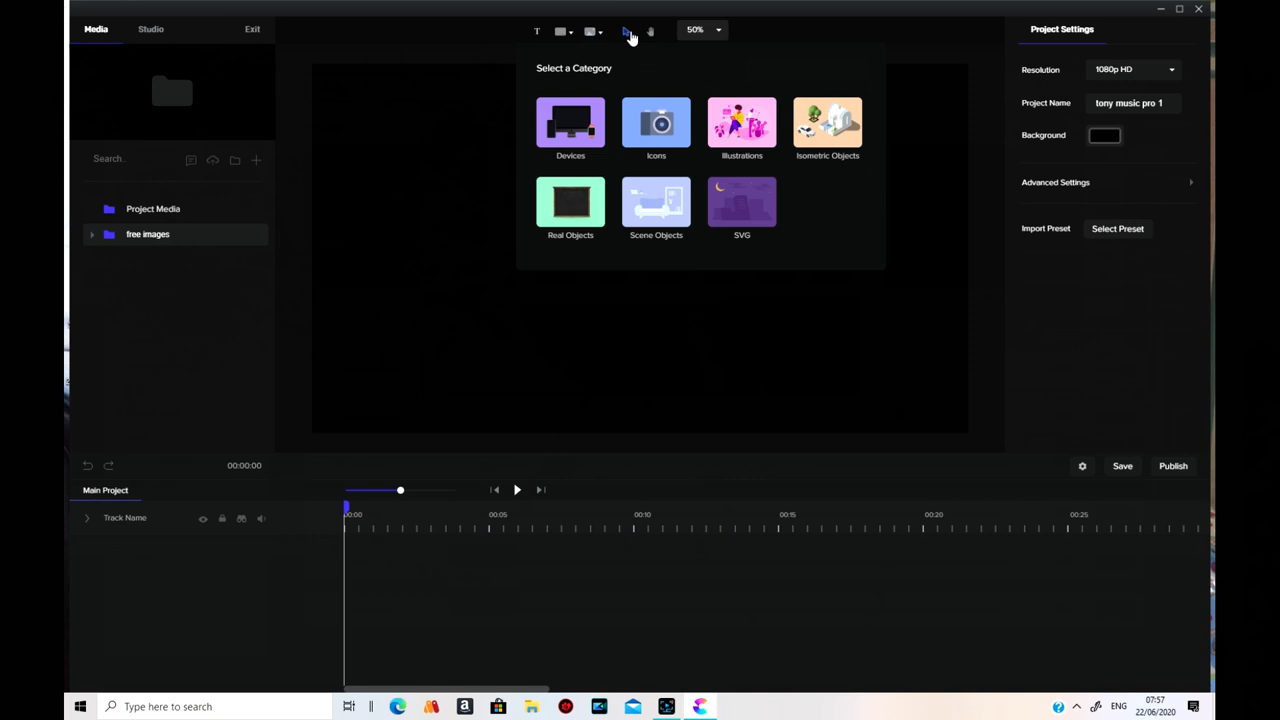 Media
Studio
Exit
T
50%
Project Settings
Select a Category
Resolution
1080p HD
Project Name
tony music pro 1
Background
Devices
Icons
Illustrations
Isometric Objects
Search..
Advanced Settings
Project Media
free images
Import Preset
Select Preset
Real Objects
Scene Objects
SVG
00:00:00
Save
Publish
Main Project
Track Name
00:00
00:05
00:10
00:15
00:20
00:25
Type here to search
ENG
07:57
22/06/2020